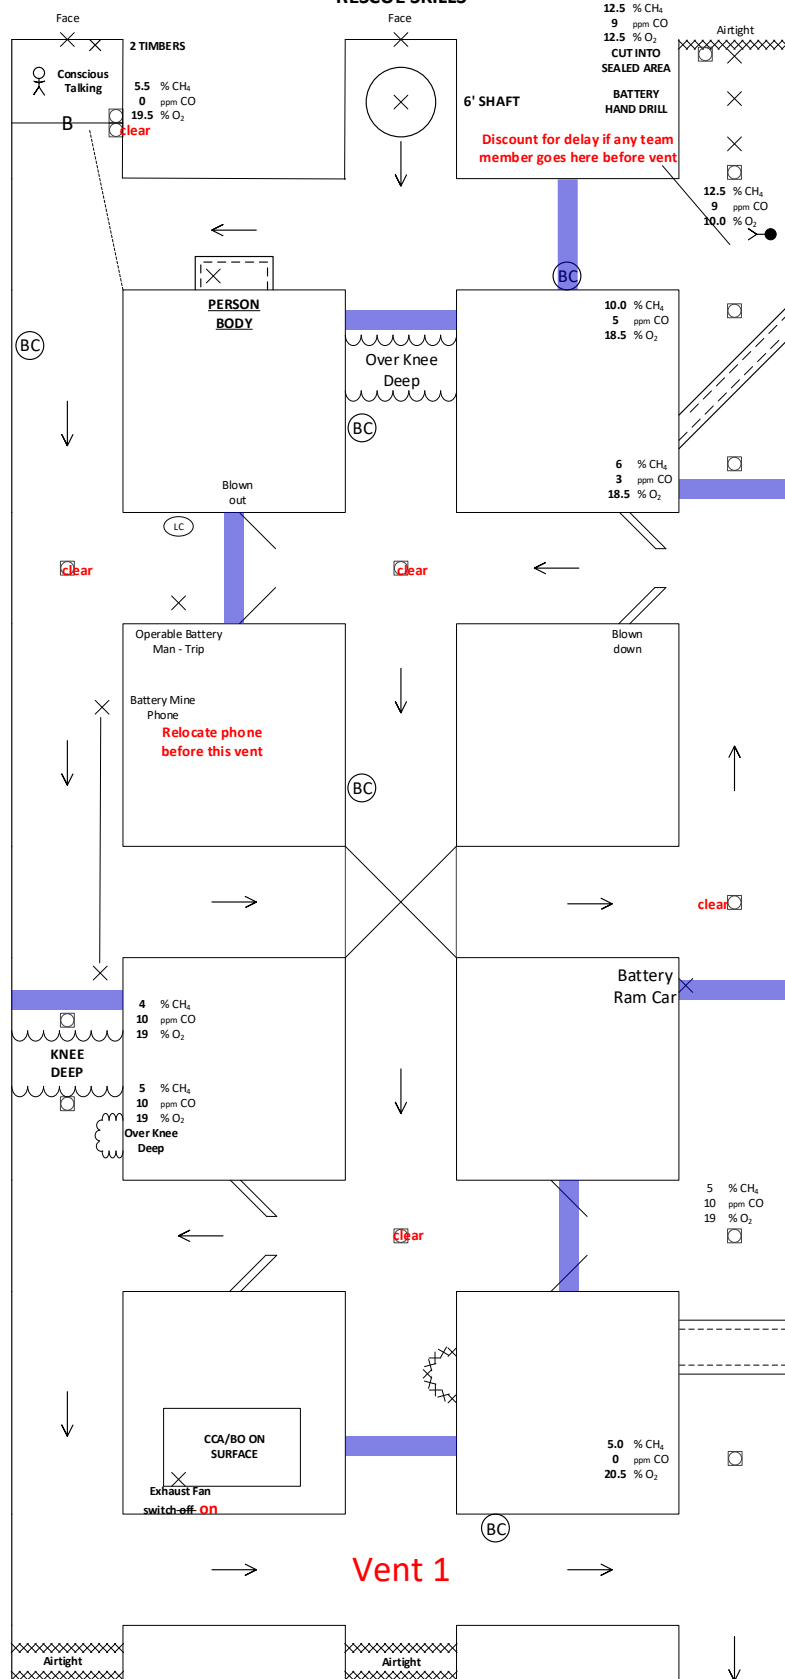 RESCUE SKILLS
Face
Face
12.5 % CH₄
9 ppm CO
12.5 % O₂
Airtight
2 TIMBERS
CUT INTO
SEALED AREA
Conscious
Talking
5.5 % CH₄
0 ppm CO
19.5 % O₂
6' SHAFT
BATTERY
HAND DRILL
B
clear
Discount for delay if any team
member goes here before vent
12.5 % CH₄
9 ppm CO
10.0 % O₂
BC
PERSON
BODY
10.0 % CH₄
5 ppm CO
18.5 % O₂
BC
Over Knee
Deep
BC
6 % CH₄
3 ppm CO
18.5 % O₂
Blown
out
LC
clear
clear
Operable Battery
Man - Trip
Blown
down
Battery Mine
Phone
Relocate phone
before this vent
BC
clear
Battery
Ram Car
4 % CH₄
10 ppm CO
19 % O₂
KNEE
DEEP
5 % CH₄
10 ppm CO
19 % O₂
Over Knee
Deep
5 % CH₄
10 ppm CO
19 % O₂
clear
CCA/BO ON
SURFACE
5.0 % CH₄
0 ppm CO
20.5 % O₂
Exhaust Fan
switch off on
BC
Vent 1
Airtight
Airtight